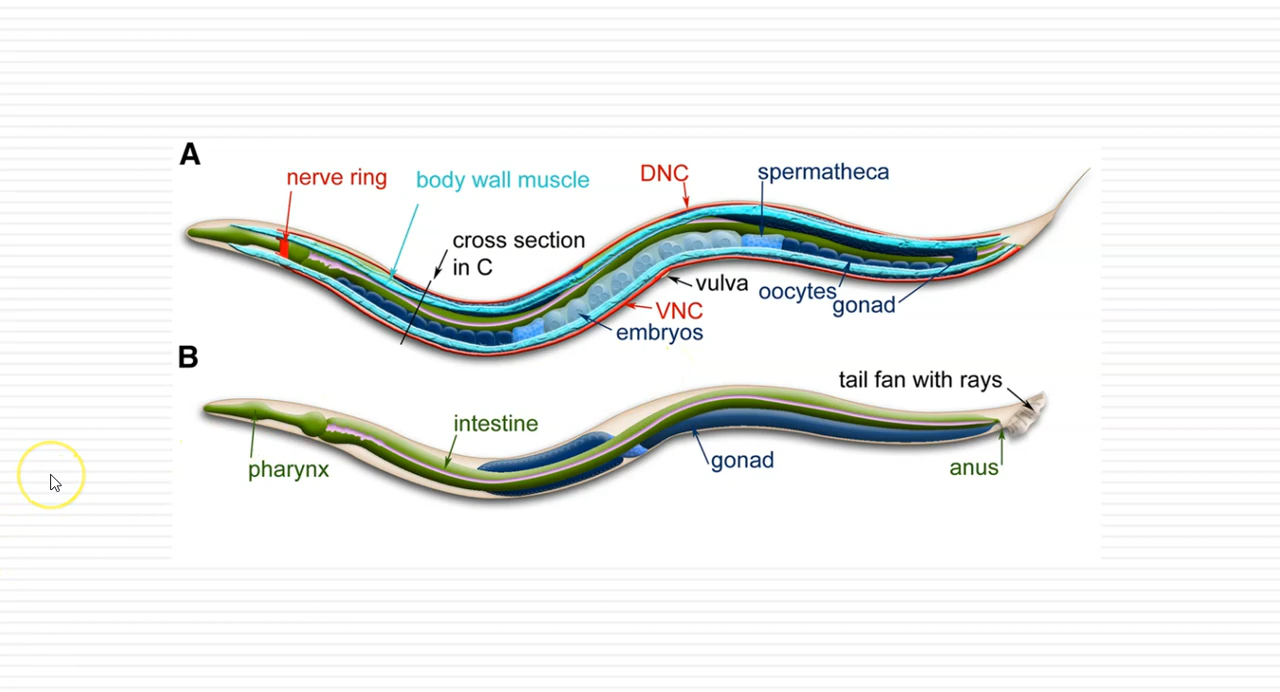 A
nerve ring
body wall muscle
DNC
spermatheca
cross section
in C
vulva
oocytes
gonad
VNC
embryos
B
tail fan with rays
intestine
pharynx
gonad
anus